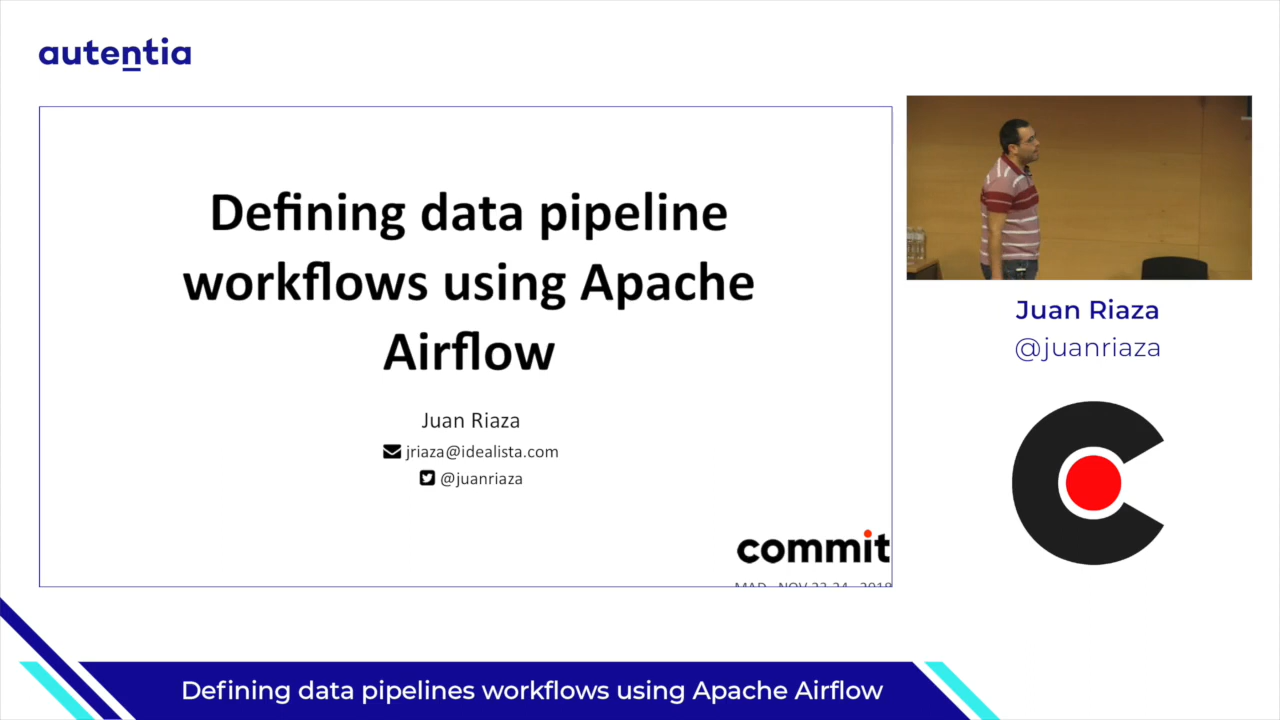 autentia
Defining data pipeline
workflows using Apache
Airflow
Juan Riaza
jriaza@idealista.com
@juanriaza
commit
Juan Riaza
@juanriaza
Defining data pipelines workflows using Apache Airflow